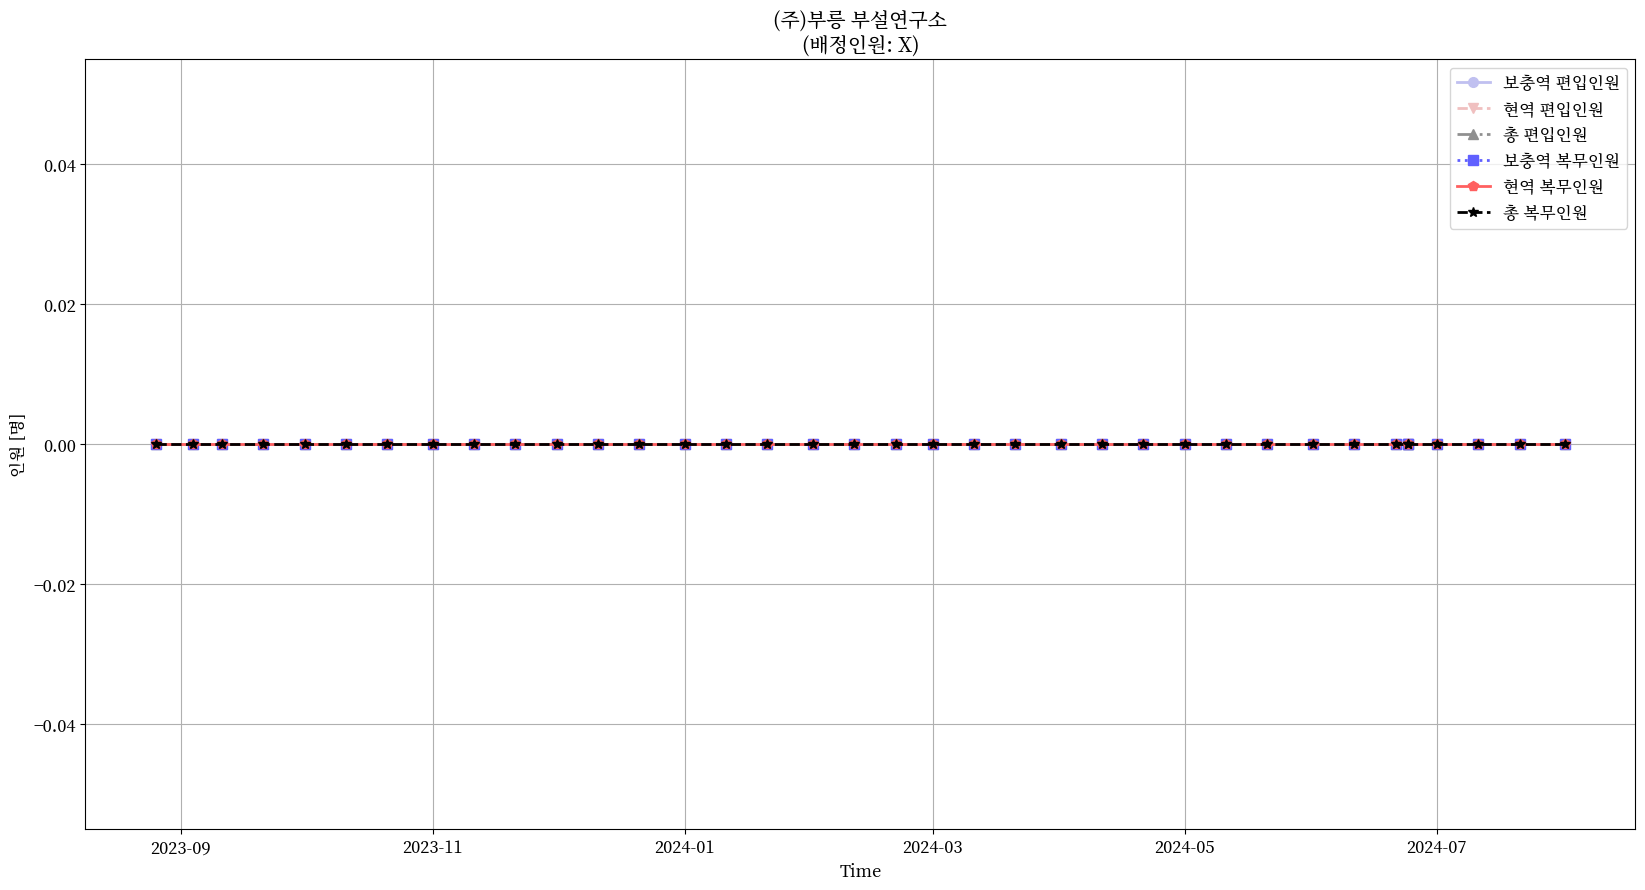 (주)부릉 부설연구소
(배정인원: X)
보충역 편입인원
현역 편입인원
총 편입인원
보충역 복무인원
현역 복무인원
총 복무인원
0.04
0.02
0.00
−0.02
−0.04
인원 [명]
2023-09 2023-11 2024-01 2024-03 2024-05 2024-07
Time